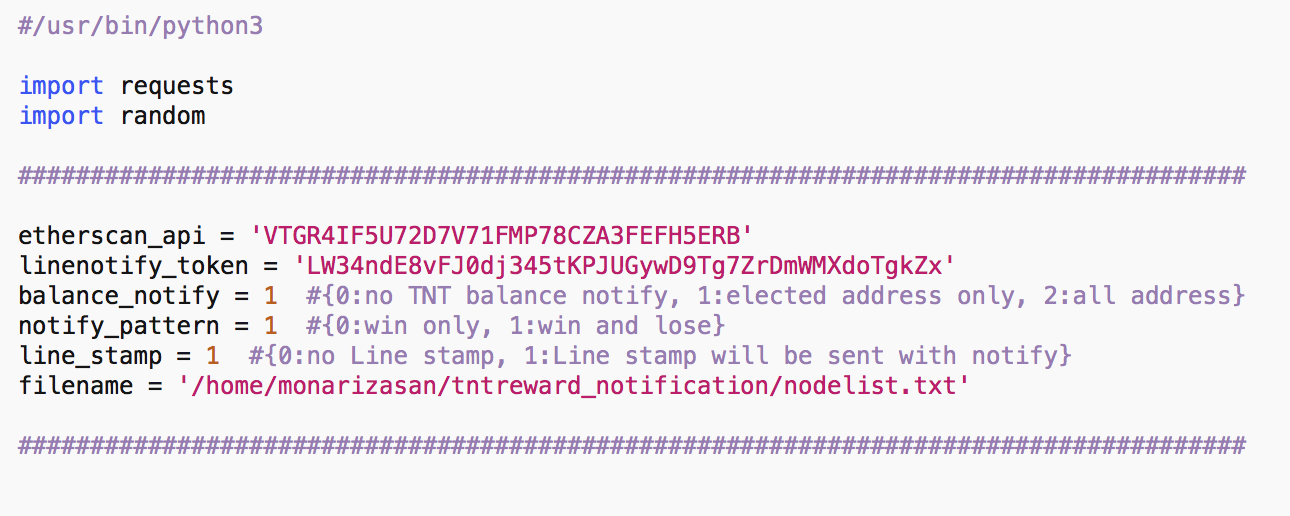 #/usr/bin/python3
import requests
import random
#####################################################################################
etherscan_api = 'VTGR4IF5U72D7V71FMP78CZA3FEFH5ERB'
linenotify_token = 'LW34ndE8vFJ0dj345tKPJUGywD9Tg7ZrDmWMXdoTgkZx'
balance_notify = 1  #{0:no TNT balance notify, 1:elected address only, 2:all address}
notify_pattern = 1  #{0:win only, 1:win and lose}
line_stamp = 1  #{0:no Line stamp, 1:Line stamp will be sent with notify}
filename = '/home/monarizasan/tntreward_notification/nodelist.txt'
#####################################################################################